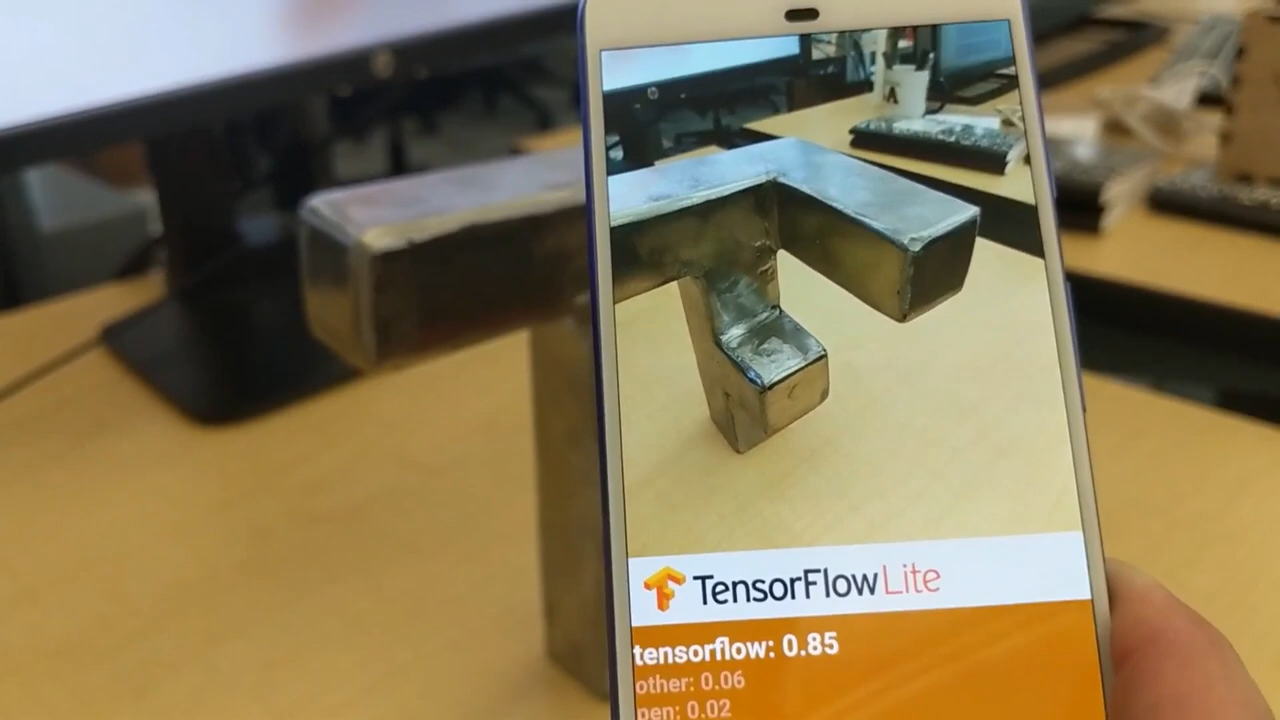 A
TensorFlow Lite
tensorflow: 0.85
other: 0.06
pen: 0.02